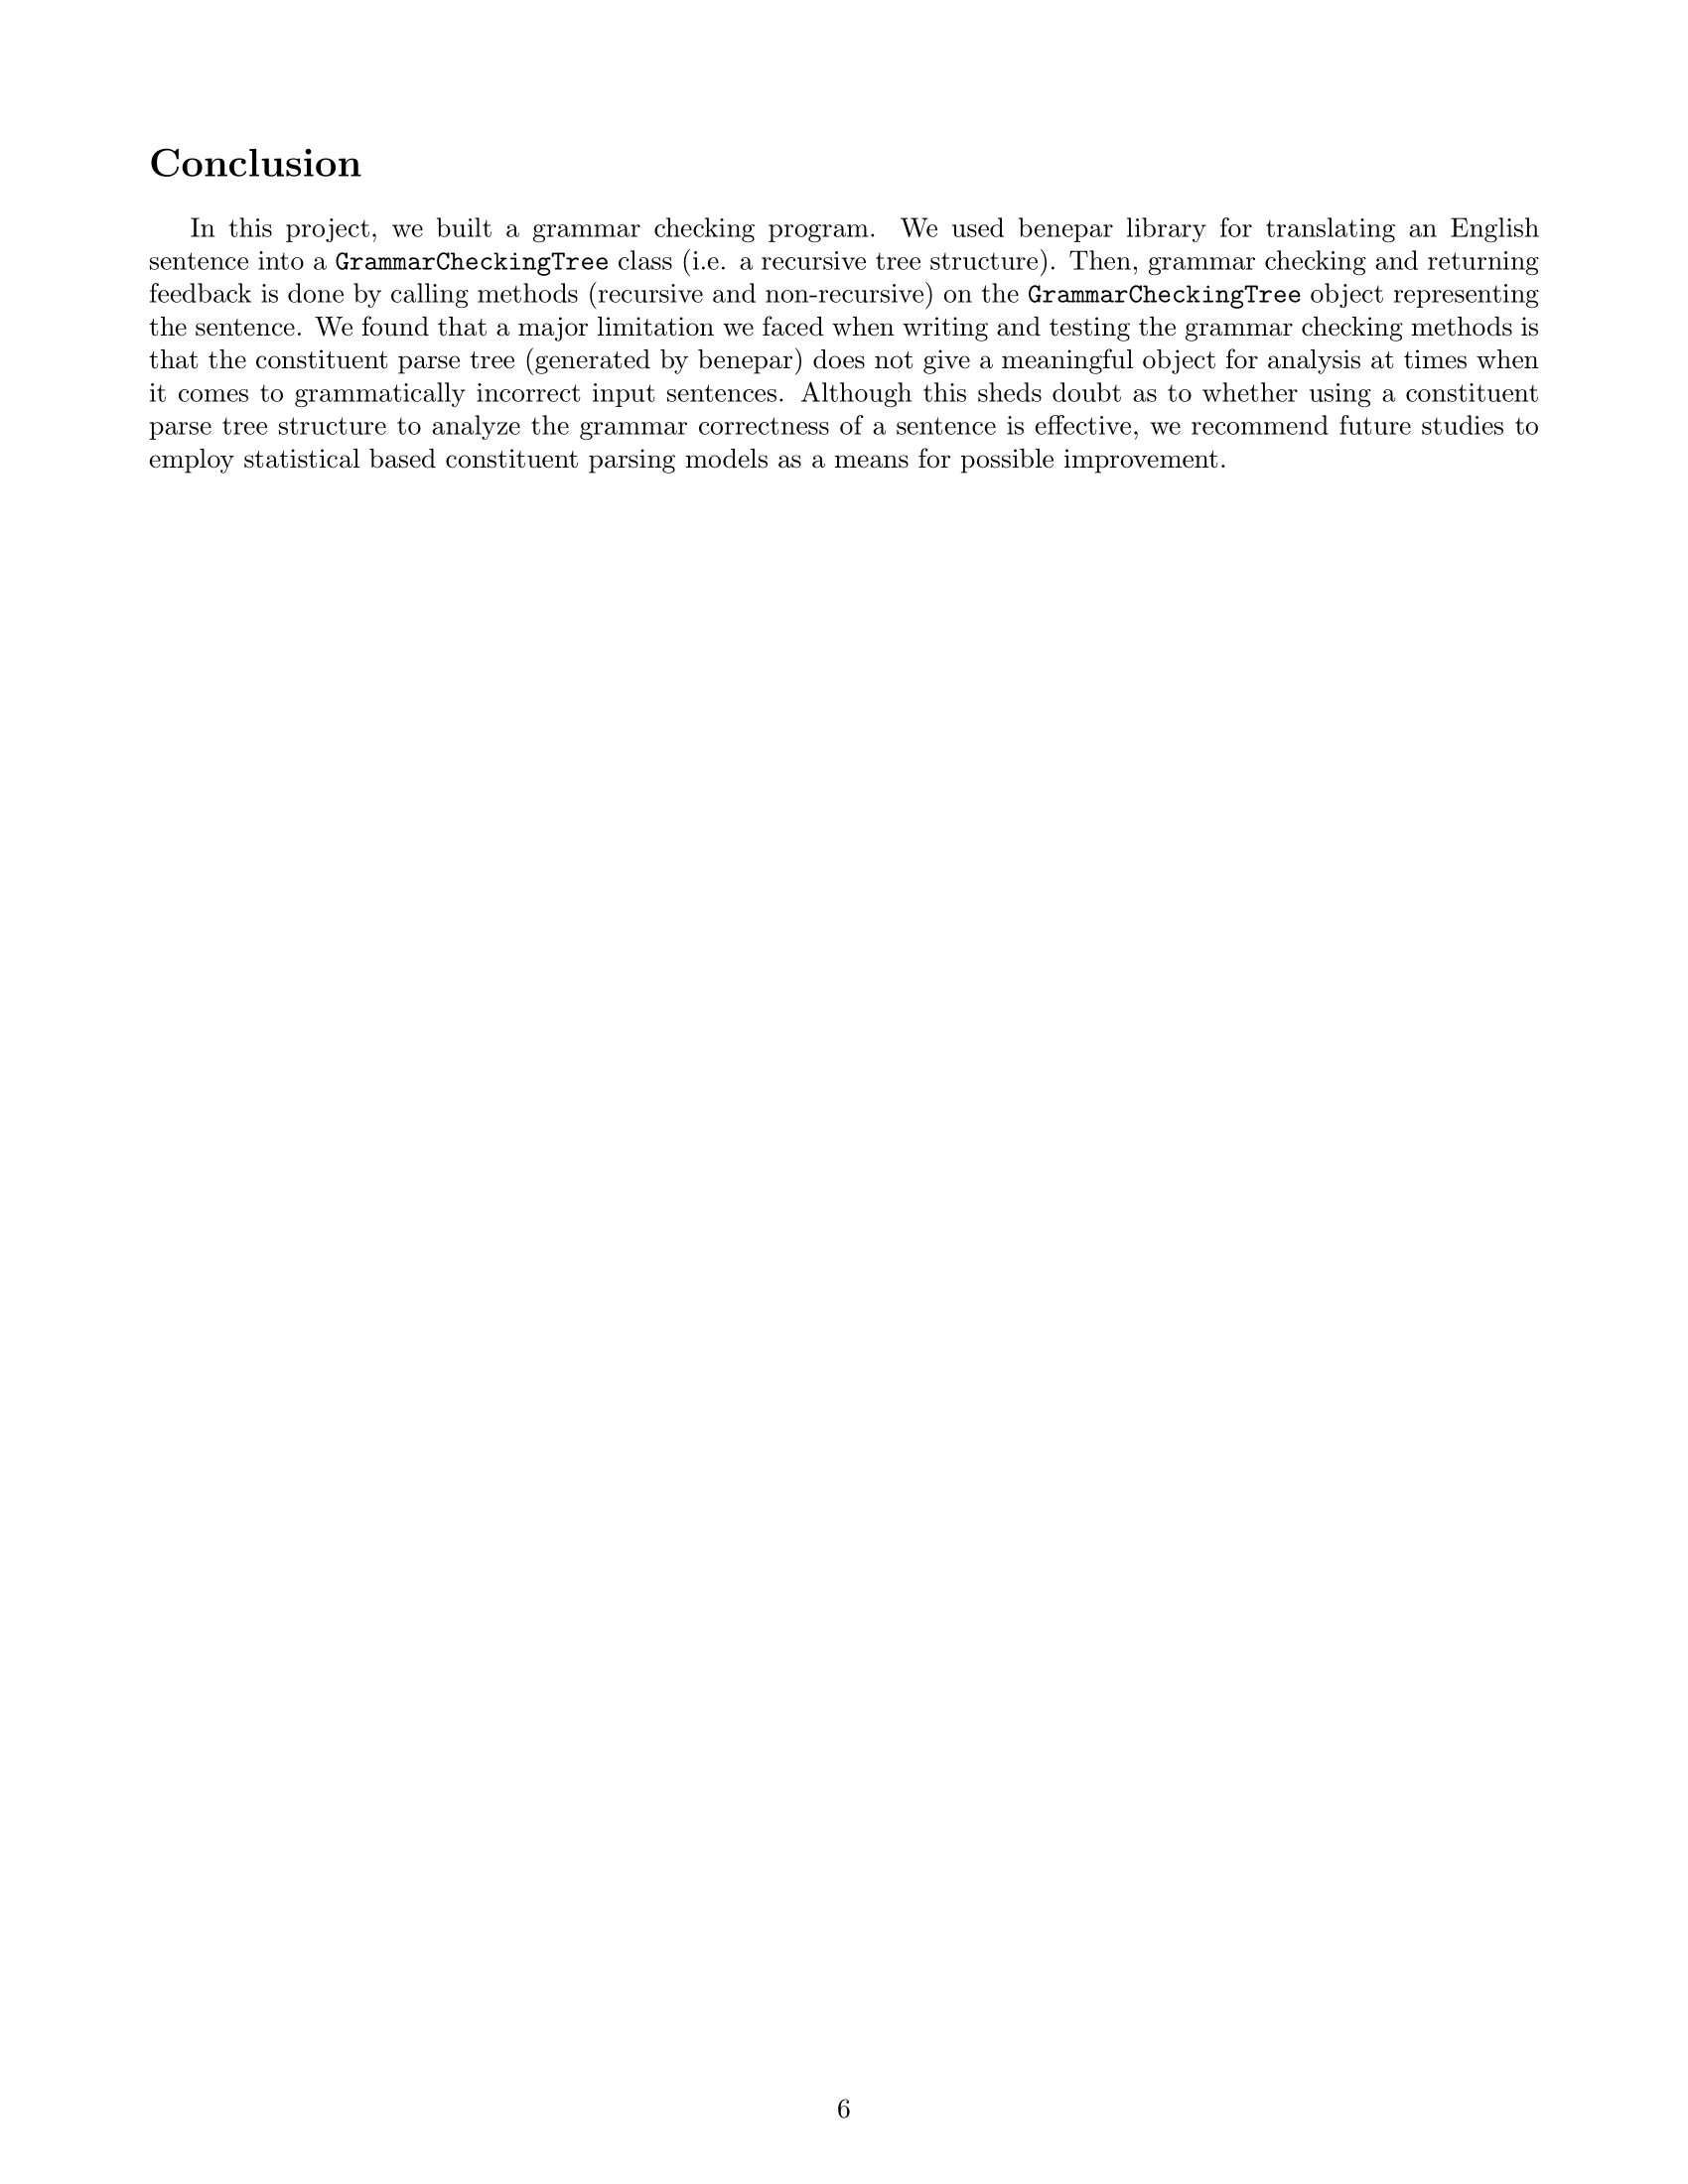 Conclusion
In this project, we built a grammar checking program. We used benepar library for translating an English
sentence into a GrammarCheckingTree class (i.e. a recursive tree structure). Then, grammar checking and returning
feedback is done by calling methods (recursive and non-recursive) on the GrammarCheckingTree object representing
the sentence. We found that a major limitation we faced when writing and testing the grammar checking methods is
that the constituent parse tree (generated by benepar) does not give a meaningful object for analysis at times when
it comes to grammatically incorrect input sentences. Although this sheds doubt as to whether using a constituent
parse tree structure to analyze the grammar correctness of a sentence is effective, we recommend future studies to
employ statistical based constituent parsing models as a means for possible improvement.
6